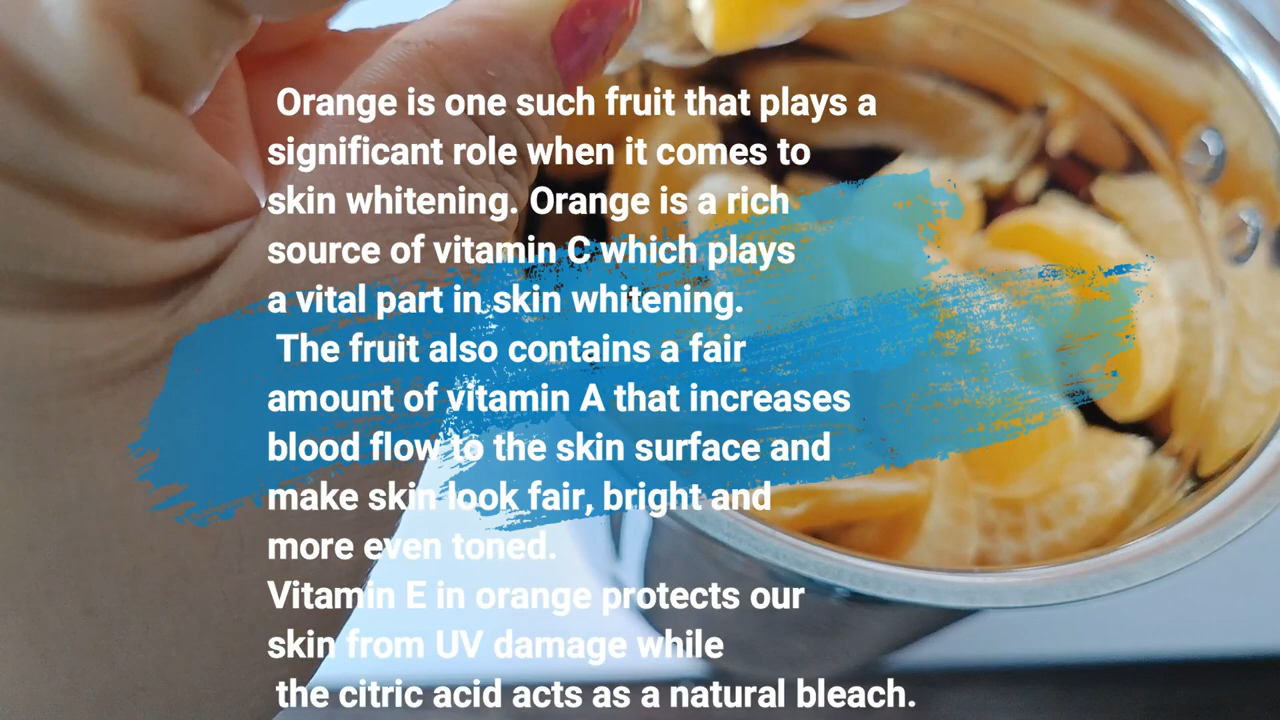 Orange is one such fruit that plays a
significant role when it comes to
skin whitening. Orange is a rich
source of vitamin C which plays
a vital part in skin whitening.
The fruit also contains a fair
amount of vitamin A that increases
blood flow to the skin surface and
make skin look fair, bright and
more even toned.
Vitamin E in orange protects our
skin from UV damage while
the citric acid acts as a natural bleach.